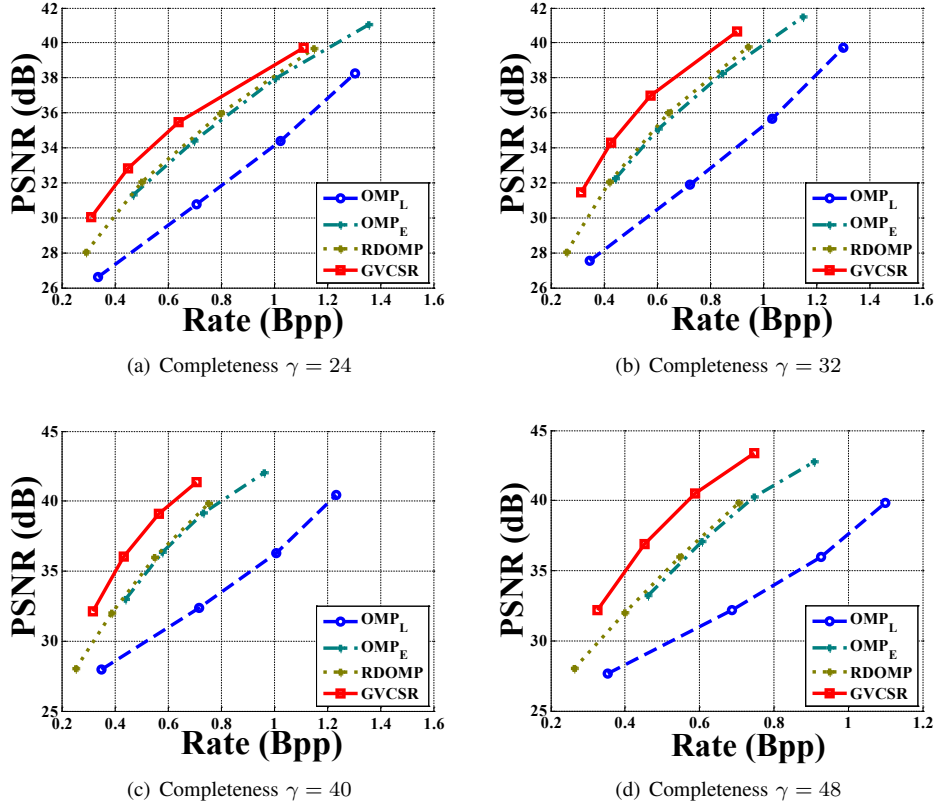 42
40
38
36
34
32
30
28
26
PSNR (dB)
0.2 0.4 0.6 0.8 1 1.2 1.4 1.6
Rate (Bpp)
OMP_L
OMP_E
RDOMP
GVCSR
(a) Completeness γ = 24
42
40
38
36
34
32
30
28
26
PSNR (dB)
0.2 0.4 0.6 0.8 1 1.2 1.4 1.6
Rate (Bpp)
OMP_L
OMP_E
RDOMP
GVCSR
(b) Completeness γ = 32
45
40
35
30
25
PSNR (dB)
0.2 0.4 0.6 0.8 1 1.2 1.4 1.6
Rate (Bpp)
OMP_L
OMP_E
RDOMP
GVCSR
(c) Completeness γ = 40
45
40
35
30
25
PSNR (dB)
0.2 0.4 0.6 0.8 1 1.2
Rate (Bpp)
OMP_L
OMP_E
RDOMP
GVCSR
(d) Completeness γ = 48